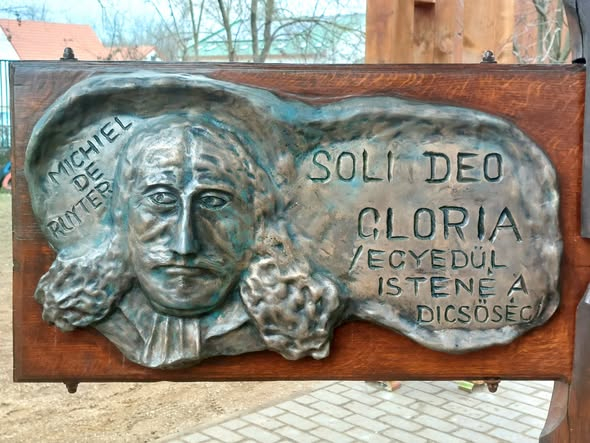 MICHIEL
DE
RUYTER
SOLI DEO
GLORIA
/EGYEDÜL
ISTENÉ A
DICSŐSÉG/